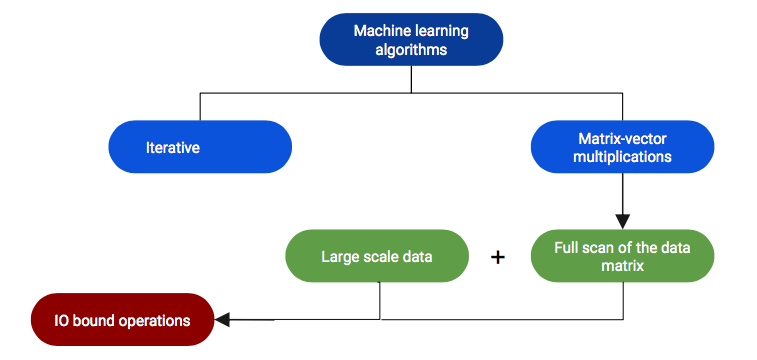 Machine learning
algorithms
Iterative
Matrix-vector
multiplications
Large scale data
+
Full scan of the data
matrix
IO bound operations